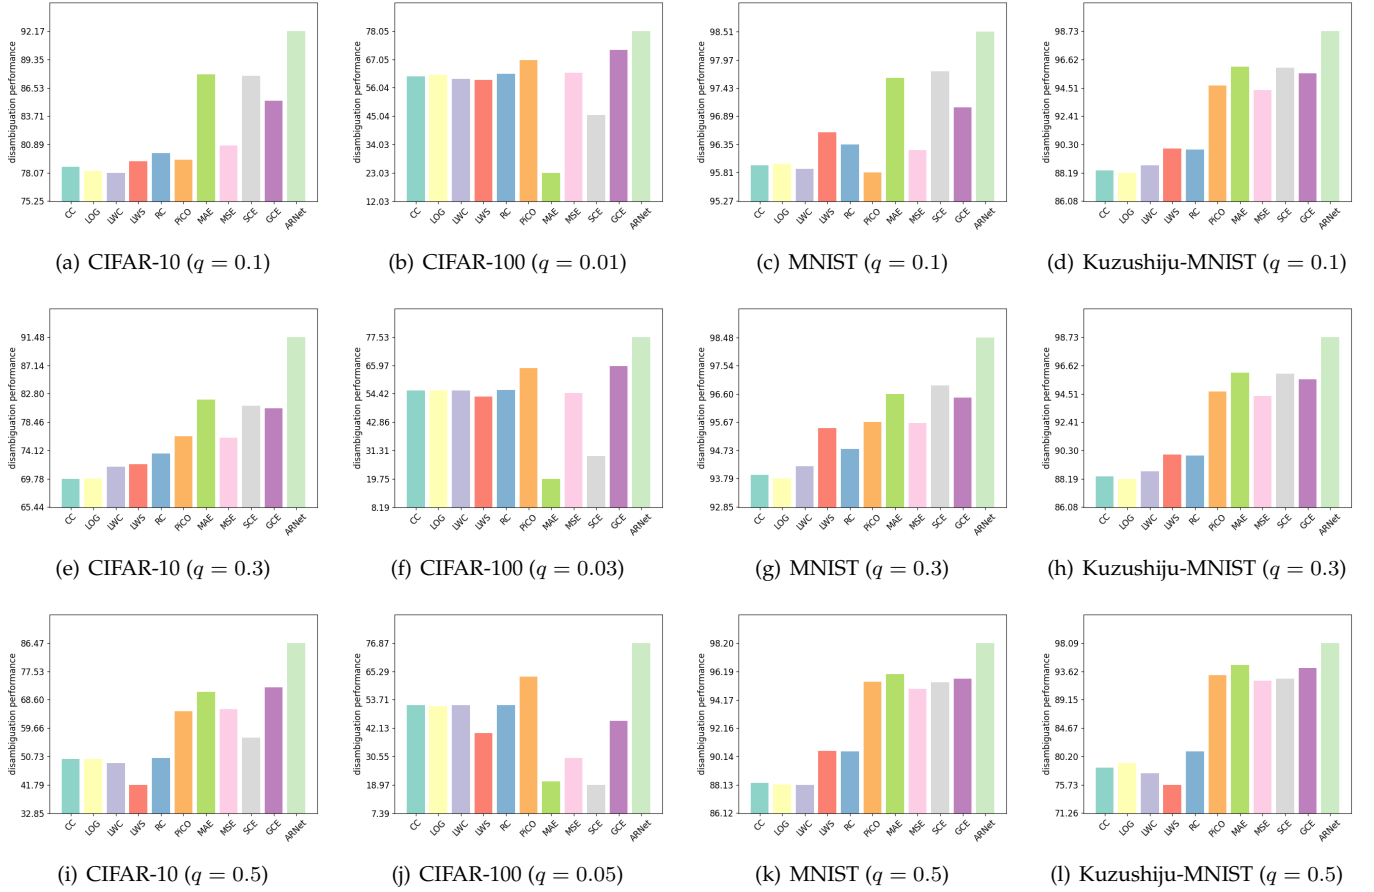 disambiguation performance
92.17
89.35
86.53
83.71
80.89
78.07
75.25
CC LOG LWC LWS RC PiCO MAE MSE SCE GCE ARNet
(a) CIFAR-10 (q = 0.1)
disambiguation performance
78.05
67.05
56.04
45.04
34.03
23.03
12.03
CC LOG LWC LWS RC PiCO MAE MSE SCE GCE ARNet
(b) CIFAR-100 (q = 0.01)
disambiguation performance
98.51
97.97
97.43
96.89
96.35
95.81
95.27
CC LOG LWC LWS RC PiCO MAE MSE SCE GCE ARNet
(c) MNIST (q = 0.1)
disambiguation performance
98.73
96.62
94.51
92.41
90.30
88.19
86.08
CC LOG LWC LWS RC PiCO MAE MSE SCE GCE ARNet
(d) Kuzushiju-MNIST (q = 0.1)
disambiguation performance
91.48
87.14
82.80
78.46
74.12
69.78
65.44
CC LOG LWC LWS RC PiCO MAE MSE SCE GCE ARNet
(e) CIFAR-10 (q = 0.3)
disambiguation performance
77.53
65.97
54.42
42.86
31.31
19.75
8.19
CC LOG LWC LWS RC PiCO MAE MSE SCE GCE ARNet
(f) CIFAR-100 (q = 0.03)
disambiguation performance
98.48
97.54
96.60
95.67
94.73
93.79
92.85
CC LOG LWC LWS RC PiCO MAE MSE SCE GCE ARNet
(g) MNIST (q = 0.3)
disambiguation performance
98.73
96.62
94.51
92.41
90.30
88.19
86.08
CC LOG LWC LWS RC PiCO MAE MSE SCE GCE ARNet
(h) Kuzushiju-MNIST (q = 0.3)
disambiguation performance
86.47
77.53
68.60
59.66
50.73
41.79
32.85
CC LOG LWC LWS RC PiCO MAE MSE SCE GCE ARNet
(i) CIFAR-10 (q = 0.5)
disambiguation performance
76.87
65.29
53.71
42.13
30.55
18.97
7.39
CC LOG LWC LWS RC PiCO MAE MSE SCE GCE ARNet
(j) CIFAR-100 (q = 0.05)
disambiguation performance
98.20
96.19
94.17
92.16
90.14
88.13
86.12
CC LOG LWC LWS RC PiCO MAE MSE SCE GCE ARNet
(k) MNIST (q = 0.5)
disambiguation performance
98.09
93.62
89.15
84.67
80.20
75.73
71.26
CC LOG LWC LWS RC PiCO MAE MSE SCE GCE ARNet
(l) Kuzushiju-MNIST (q = 0.5)